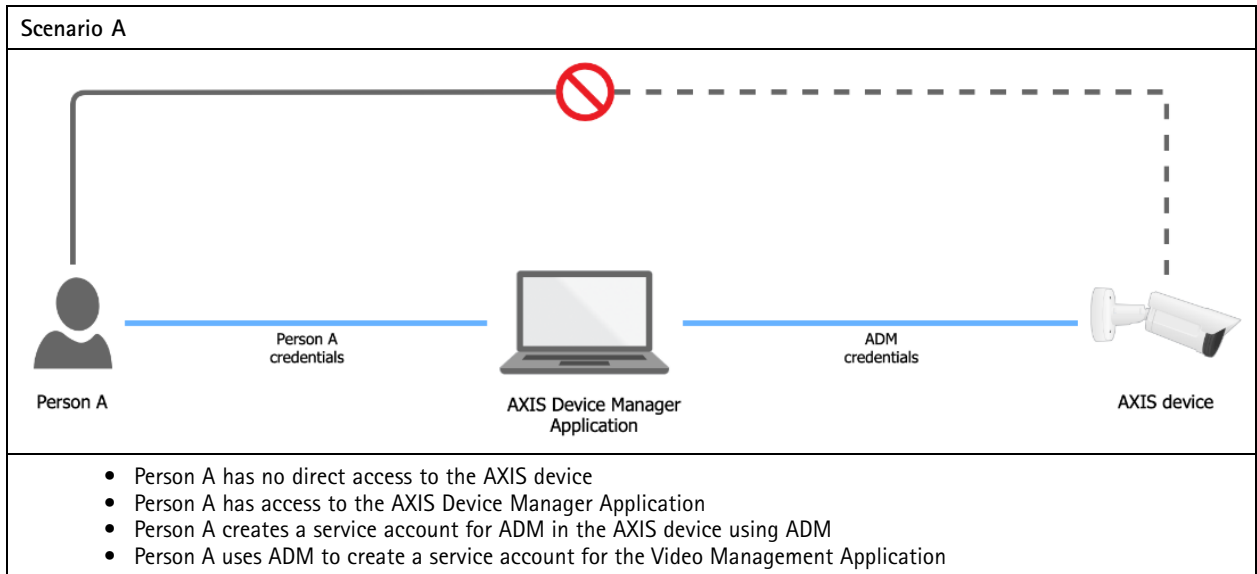 Scenario A
Person A
credentials
ADM
credentials
Person A
AXIS Device Manager
Application
AXIS device
• Person A has no direct access to the AXIS device
• Person A has access to the AXIS Device Manager Application
• Person A creates a service account for ADM in the AXIS device using ADM
• Person A uses ADM to create a service account for the Video Management Application